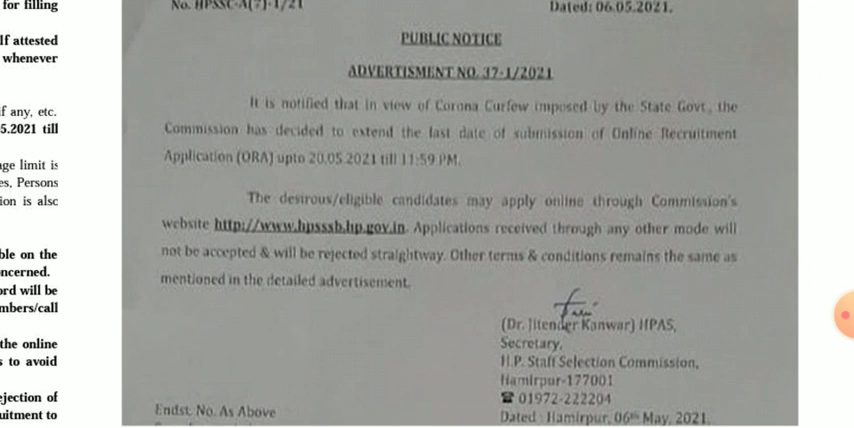 for filling
If attested
whenever
if any, etc.
5.2021 till
age limit is
es, Persons
ion is also
ble on the
ncerned.
ord will be
mbers/call
the online
s to avoid
ejection of
uitment to
No. HPSSC-A(7)-1/21
Dated: 06.05.2021.
PUBLIC NOTICE
ADVERTISMENT NO. 37-1/2021
It is notified that in view of Corona Curfew imposed by the State Govt., the
Commission has decided to extend the last date of submission of Online Recruitment
Application (ORA) upto 20.05.2021 till 11:59 PM.
The desirous/eligible candidates may apply online through Commission's
website http://www.hpsssb.hp.gov.in. Applications received through any other mode will
not be accepted & will be rejected straightway. Other terms & conditions remains the same as
mentioned in the detailed advertisement.
(Dr. Jitender Kanwar) HPAS,
Secretary,
H.P. Staff Selection Commission,
Hamirpur-177001
☎ 01972-222204
Endst. No. As Above
Dated : Hamirpur, 06th May, 2021.